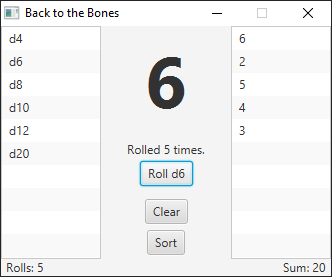 Back to the Bones
d4
d6
d8
d10
d12
d20
6
Rolled 5 times.
Roll d6
Clear
Sort
6
2
5
4
3
Rolls: 5
Sum: 20